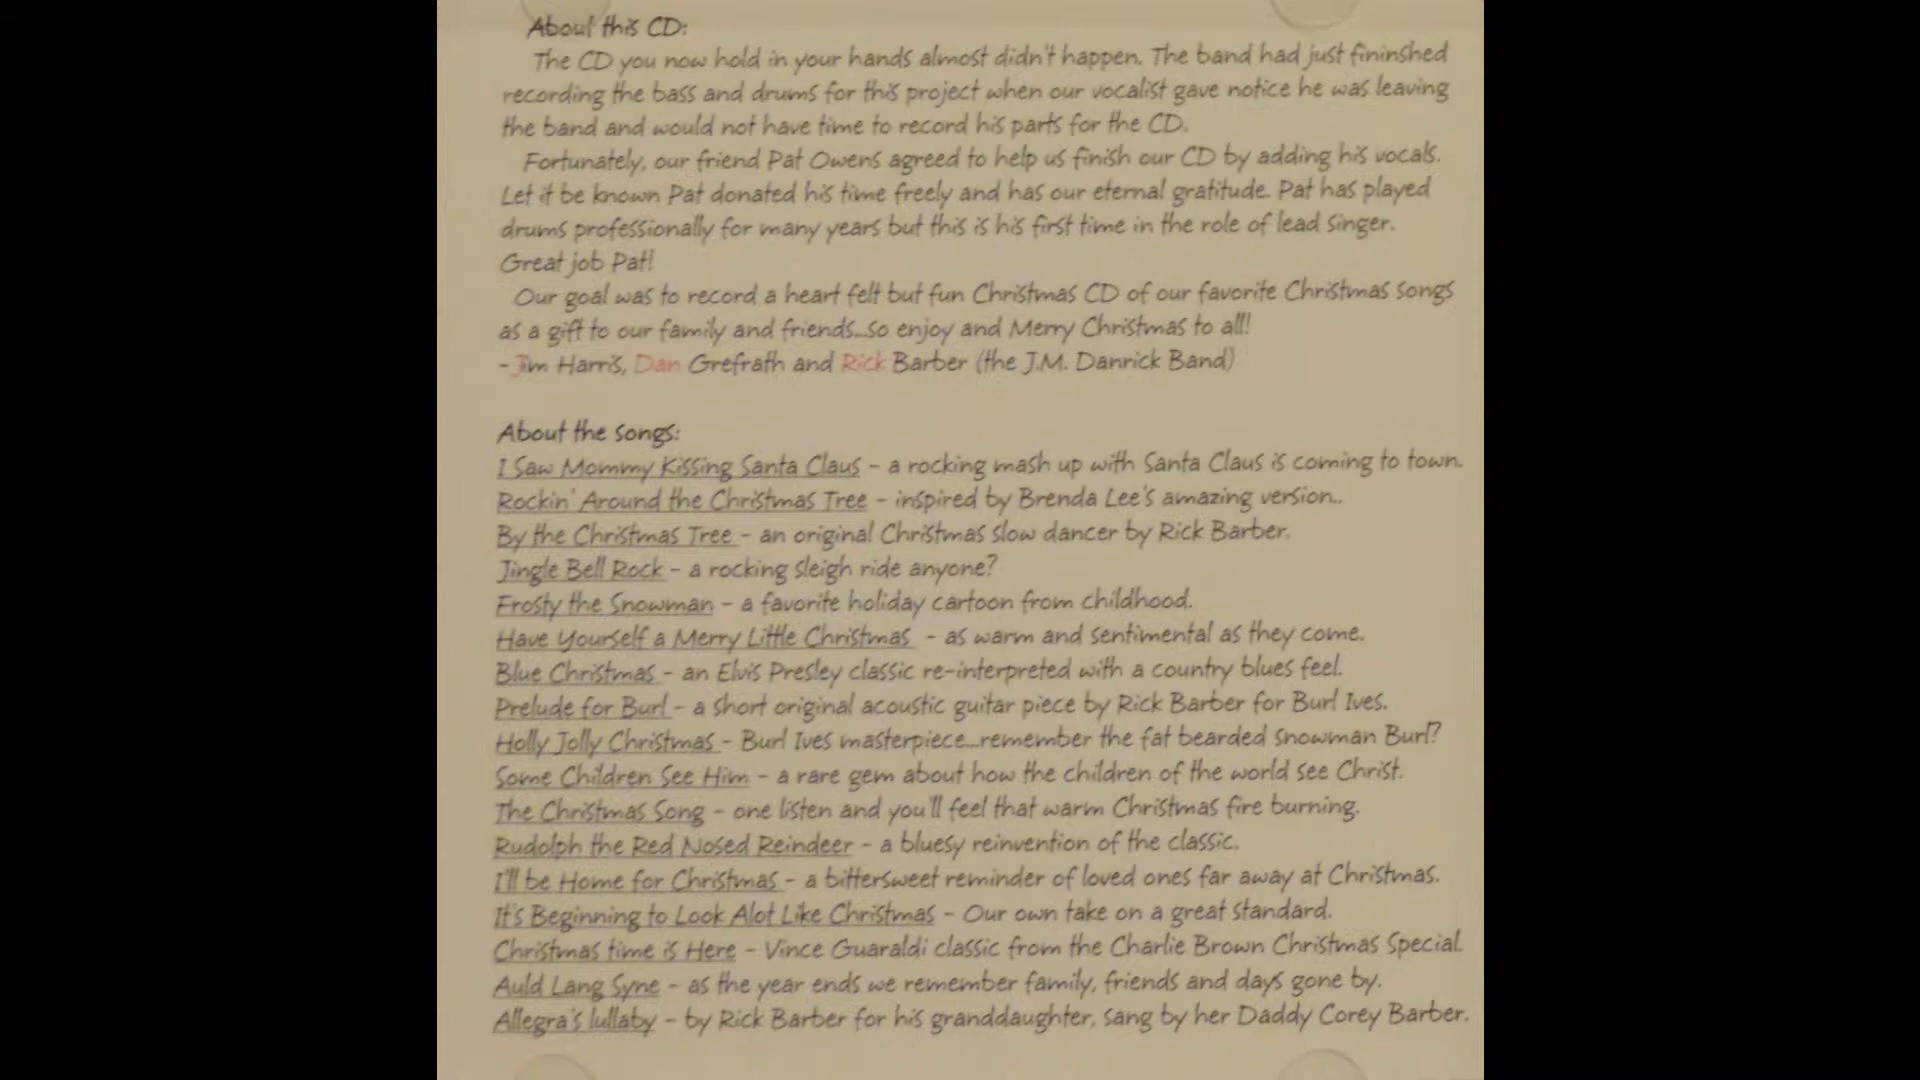 About this CD:
The CD you now hold in your hands almost didn't happen. The band had just fininshed
recording the bass and drums for this project when our vocalist gave notice he was leaving
the band and would not have time to record his parts for the CD.
Fortunately, our friend Pat Owens agreed to help us finish our CD by adding his vocals.
Let it be known Pat donated his time freely and has our eternal gratitude. Pat has played
drums professionally for many years but this is his first time in the role of lead singer.
Great job Pat!
Our goal was to record a heart felt but fun Christmas CD of our favorite Christmas songs
as a gift to our family and friends...so enjoy and Merry Christmas to all!
- Jim Harris, Dan Grefrath and Rick Barber (the J.M. Danrick Band)
About the songs:
I Saw Mommy Kissing Santa Claus - a rocking mash up with Santa Claus is coming to town.
Rockin' Around the Christmas Tree - inspired by Brenda Lee's amazing version..
By the Christmas Tree - an original Christmas slow dancer by Rick Barber.
Jingle Bell Rock - a rocking sleigh ride anyone?
Frosty the Snowman - a favorite holiday cartoon from childhood.
Have Yourself a Merry Little Christmas - as warm and sentimental as they come.
Blue Christmas - an Elvis Presley classic re-interpreted with a country blues feel.
Prelude for Burl - a short original acoustic guitar piece by Rick Barber for Burl Ives.
Holly Jolly Christmas - Burl Ives masterpiece...remember the fat bearded snowman Burl?
Some Children See Him - a rare gem about how the children of the world see Christ.
The Christmas Song - one listen and you'll feel that warm Christmas fire burning.
Rudolph the Red Nosed Reindeer - a bluesy reinvention of the classic.
I'll be Home for Christmas - a bittersweet reminder of loved ones far away at Christmas.
It's Beginning to Look Alot Like Christmas - Our own take on a great standard.
Christmas time is Here - Vince Guaraldi classic from the Charlie Brown Christmas Special.
Auld Lang Syne - as the year ends we remember family, friends and days gone by.
Allegra's lullaby - by Rick Barber for his granddaughter, sang by her Daddy Corey Barber.